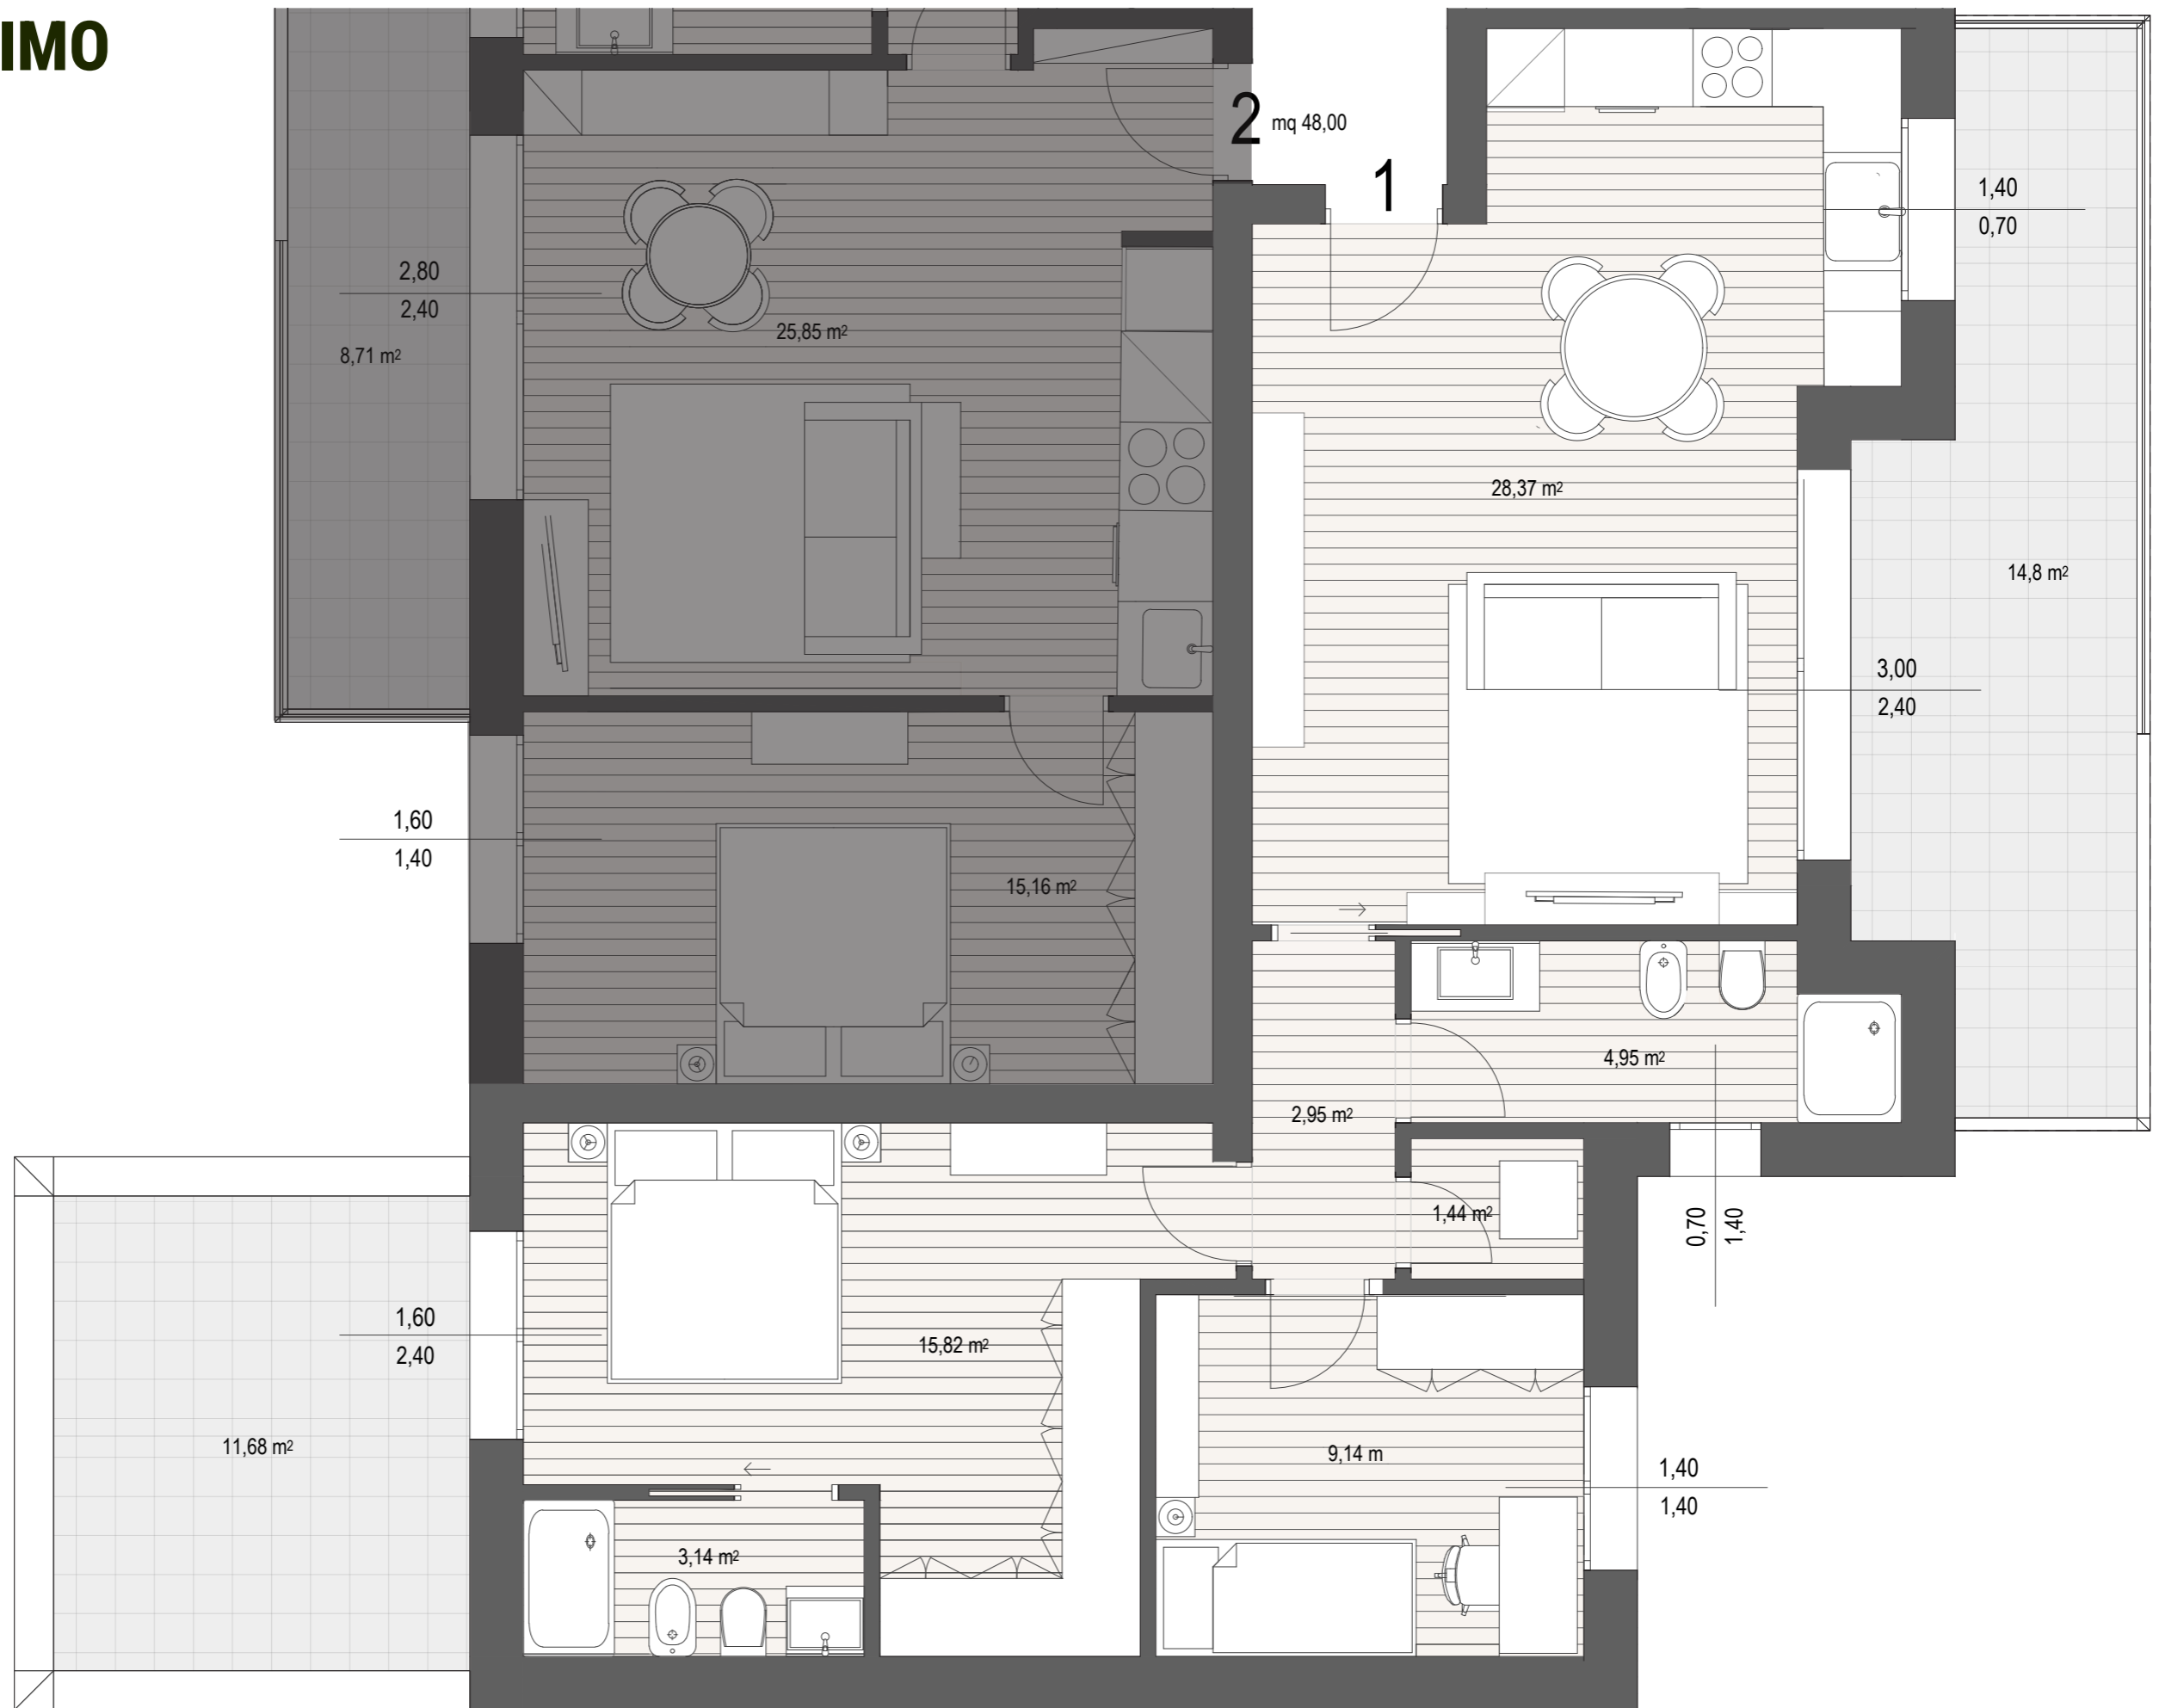 IMO
2 mq 48,00
1
1,40
0,70
2,80
2,40
25,85 m²
8,71 m²
28,37 m²
14,8 m²
3,00
2,40
1,60
1,40
15,16 m²
4,95 m²
2,95 m²
1,44 m²
0,70
1,40
1,60
2,40
15,82 m²
11,68 m²
9,14 m
1,40
1,40
3,14 m²